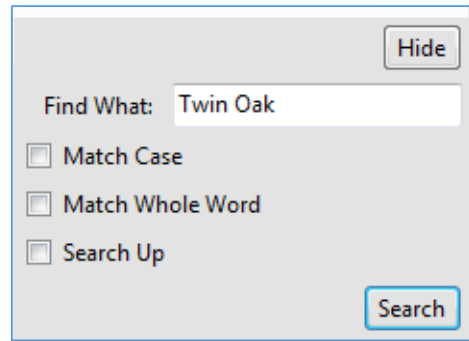 Hide
Find What: Twin Oak
Match Case
Match Whole Word
Search Up
Search